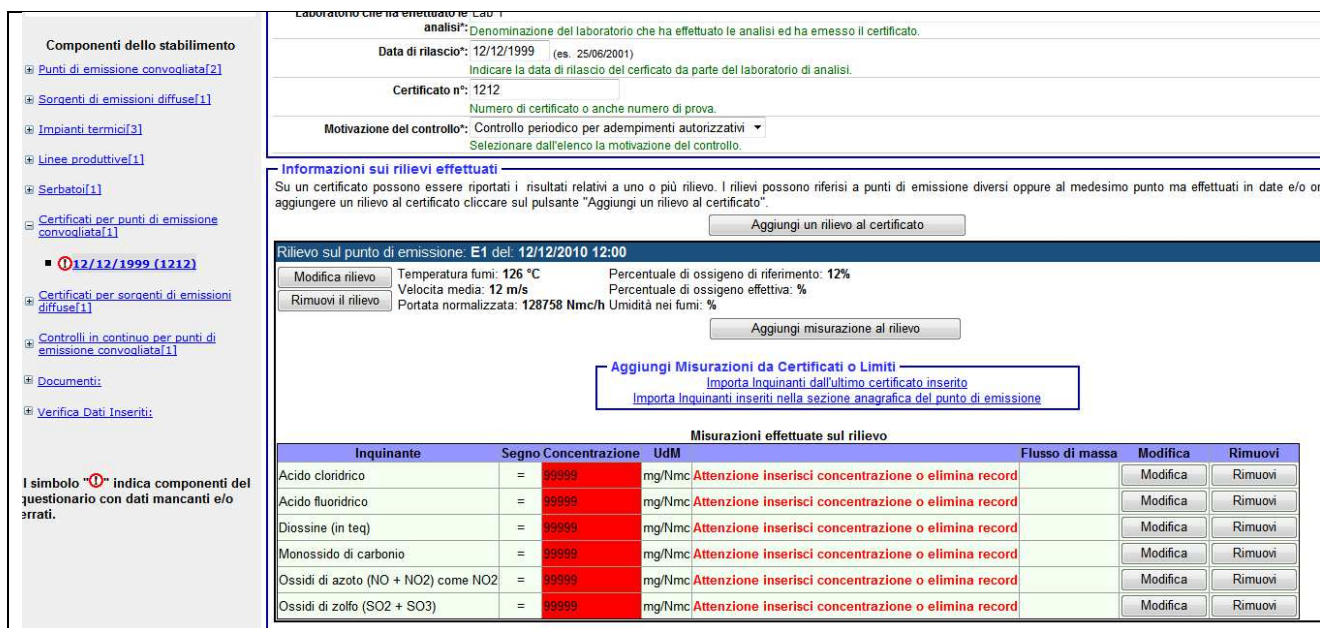 Componenti dello stabilimento
Punti di emissione convogliata[2]
Sorgenti di emissioni diffuse[1]
Impianti termici[3]
Linee produttive[1]
Serbatoi[1]
Certificati per punti di emissione
convogliata[1]
12/12/1999 (1212)
Certificati per sorgenti di emissioni
diffuse[1]
Controlli in continuo per punti di
emissione convogliata[1]
Documenti:
Verifica Dati Inseriti:
l simbolo "!" indica componenti del
questionario con dati mancanti e/o
errati.
Laboratorio che ha effettuato le Lab 1
analisi*: Denominazione del laboratorio che ha effettuato le analisi ed ha emesso il certificato.
Data di rilascio*: 12/12/1999 (es. 25/06/2001)
Indicare la data di rilascio del cerficato da parte del laboratorio di analisi.
Certificato n°: 1212
Numero di certificato o anche numero di prova.
Motivazione del controllo*: Controllo periodico per adempimenti autorizzativi
Selezionare dall'elenco la motivazione del controllo.
Informazioni sui rilievi effettuati
Su un certificato possono essere riportati i risultati relativi a uno o più rilievo. I rilievi possono riferisi a punti di emissione diversi oppure al medesimo punto ma effettuati in date e/o or
aggiungere un rilievo al certificato cliccare sul pulsante "Aggiungi un rilievo al certificato".
Aggiungi un rilievo al certificato
Rilievo sul punto di emissione: E1 del: 12/12/2010 12:00
Modifica rilievo Temperatura fumi: 126 °C Percentuale di ossigeno di riferimento: 12%
Velocita media: 12 m/s Percentuale di ossigeno effettiva: %
Rimuovi il rilievo Portata normalizzata: 128758 Nmc/h Umidità nei fumi: %
Aggiungi misurazione al rilievo
Aggiungi Misurazioni da Certificati o Limiti
Importa Inquinanti dall'ultimo certificato inserito
Importa Inquinanti inseriti nella sezione anagrafica del punto di emissione
Misurazioni effettuate sul rilievo
Inquinante Segno Concentrazione UdM Flusso di massa Modifica Rimuovi
Acido cloridrico = 99999 mg/Nmc Attenzione inserisci concentrazione o elimina record Modifica Rimuovi
Acido fluoridrico = 99999 mg/Nmc Attenzione inserisci concentrazione o elimina record Modifica Rimuovi
Diossine (in teq) = 99999 mg/Nmc Attenzione inserisci concentrazione o elimina record Modifica Rimuovi
Monossido di carbonio = 99999 mg/Nmc Attenzione inserisci concentrazione o elimina record Modifica Rimuovi
Ossidi di azoto (NO + NO2) come NO2 = 99999 mg/Nmc Attenzione inserisci concentrazione o elimina record Modifica Rimuovi
Ossidi di zolfo (SO2 + SO3) = 99999 mg/Nmc Attenzione inserisci concentrazione o elimina record Modifica Rimuovi